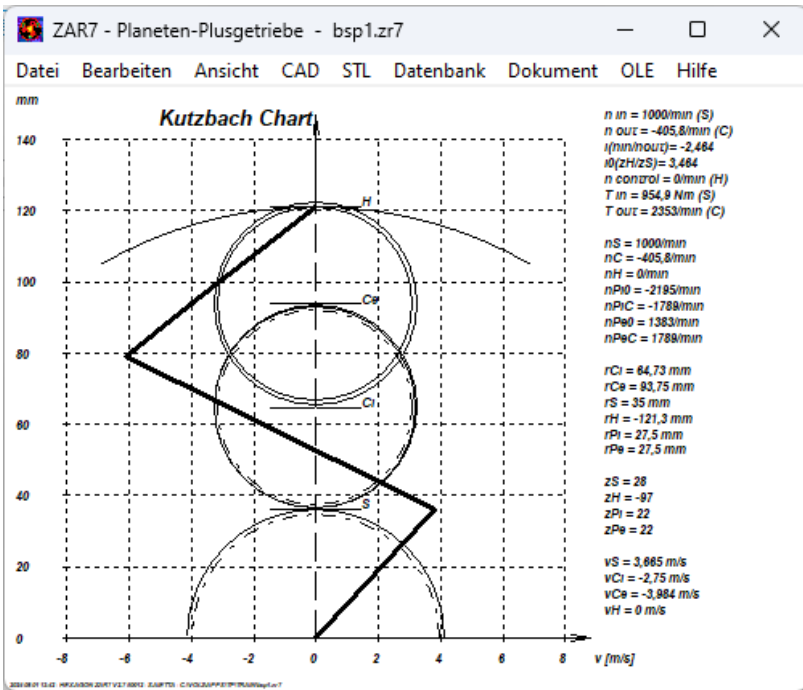 ZAR7 - Planeten-Plusgetriebe - bsp1.zr7
Datei Bearbeiten Ansicht CAD STL Datenbank Dokument OLE Hilfe
mm
Kutzbach Chart
140
120
100
80
60
40
20
0
H
Ce
Ci
S
-8 -6 -4 -2 0 2 4 6 8 v [m/s]
n in = 1000/min (S)
n out = -405,8/min (C)
i(nin/nout)= -2,464
i0(zH/zS)= 3,464
n control = 0/min (H)
T in = 954,9 Nm (S)
T out = 2353/min (C)
nS = 1000/min
nC = -405,8/min
nH = 0/min
nPi0 = -2195/min
nPiC = -1789/min
nPe0 = 1383/min
nPeC = 1789/min
rCi = 64,73 mm
rCe = 93,75 mm
rS = 35 mm
rH = -121,3 mm
rPi = 27,5 mm
rPe = 27,5 mm
zS = 28
zH = -97
zPi = 22
zPe = 22
vS = 3,665 m/s
vCi = -2,75 m/s
vCe = -3,984 m/s
vH = 0 m/s